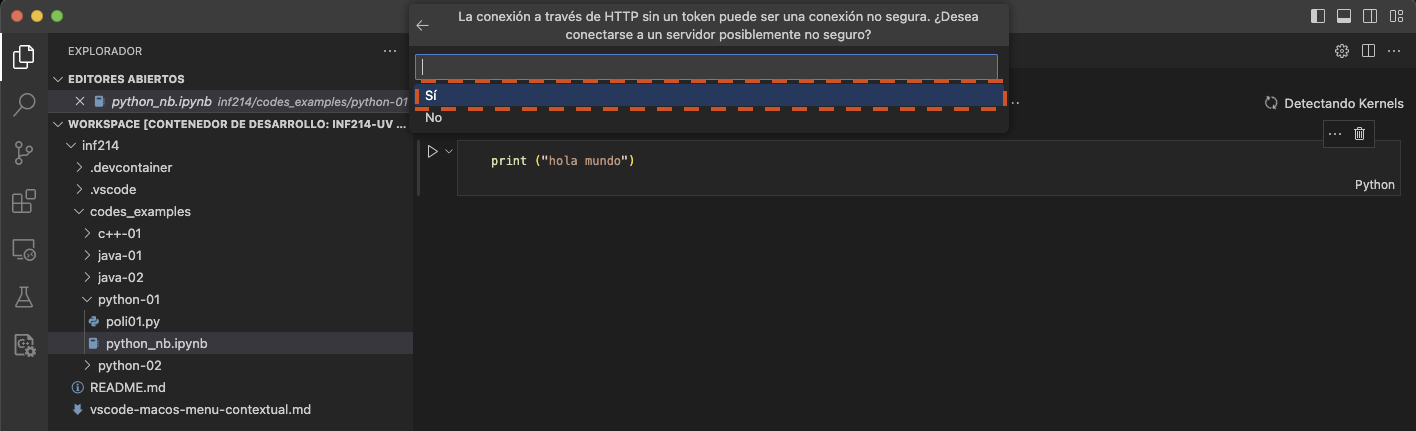 La conexión a través de HTTP sin un token puede ser una conexión no segura. ¿Desea
conectarse a un servidor posiblemente no seguro?
Sí
No
EXPLORADOR
EDITORES ABIERTOS
python_nb.ipynb inf214/codes_examples/python-01
WORKSPACE [CONTENEDOR DE DESARROLLO: INF214-UV ...
inf214
.devcontainer
.vscode
codes_examples
c++-01
java-01
java-02
python-01
poli01.py
python_nb.ipynb
python-02
README.md
vscode-macos-menu-contextual.md
Detectando Kernels
print ("hola mundo")
Python